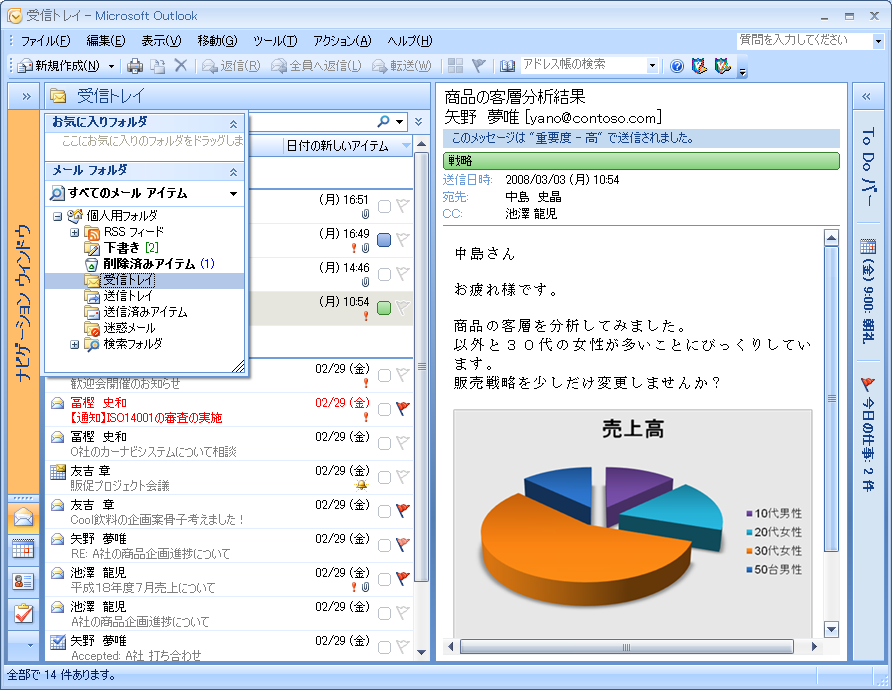 受信トレイ - Microsoft Outlook
ファイル(F) 編集(E) 表示(V) 移動(G) ツール(T) アクション(A) ヘルプ(H)
質問を入力してください
新規作成(N) 返信(R) 全員へ返信(L) 転送(W) アドレス帳の検索
» 受信トレイ
お気に入りフォルダ
ここにお気に入りのフォルダをドラッグしま
メール フォルダ
すべてのメール アイテム
個人用フォルダ
RSS フィード
下書き [2]
削除済みアイテム (1)
受信トレイ
送信トレイ
送信済みアイテム
迷惑メール
検索フォルダ
ナビゲーション ウィンドウ
日付の新しいアイテム
(月) 16:51
(月) 16:49
(月) 14:46
(月) 10:54
02/29 (金)
歓迎会開催のお知らせ
冨樫 史和 02/29 (金)
【通知】ISO14001の審査の実施
冨樫 史和 02/29 (金)
O社のカーナビシステムについて相談
友吉 章 02/29 (金)
販促プロジェクト会議
友吉 章 02/29 (金)
Cool飲料の企画案骨子考えました！
矢野 夢唯 02/29 (金)
RE: A社の商品企画進捗について
池澤 龍児 02/29 (金)
平成18年度7月売上について
池澤 龍児 02/29 (金)
A社の商品企画進捗について
矢野 夢唯 02/29 (金)
Accepted: A社 打ち合わせ
商品の客層分析結果
矢野 夢唯 [yano@contoso.com]
このメッセージは "重要度 - 高" で送信されました。
戦略
送信日時: 2008/03/03 (月) 10:54
宛先: 中島 史晶
CC: 池澤 龍児
中島さん
お疲れ様です。
商品の客層を分析してみました。
以外と３０代の女性が多いことにびっくりしてい
ます。
販売戦略を少しだけ変更しませんか？
売上高
10代男性
20代女性
30代女性
50台男性
«
To Do バー
(金) 9:00: 朝礼
今日の仕事: 2 件
全部で 14 件あります。